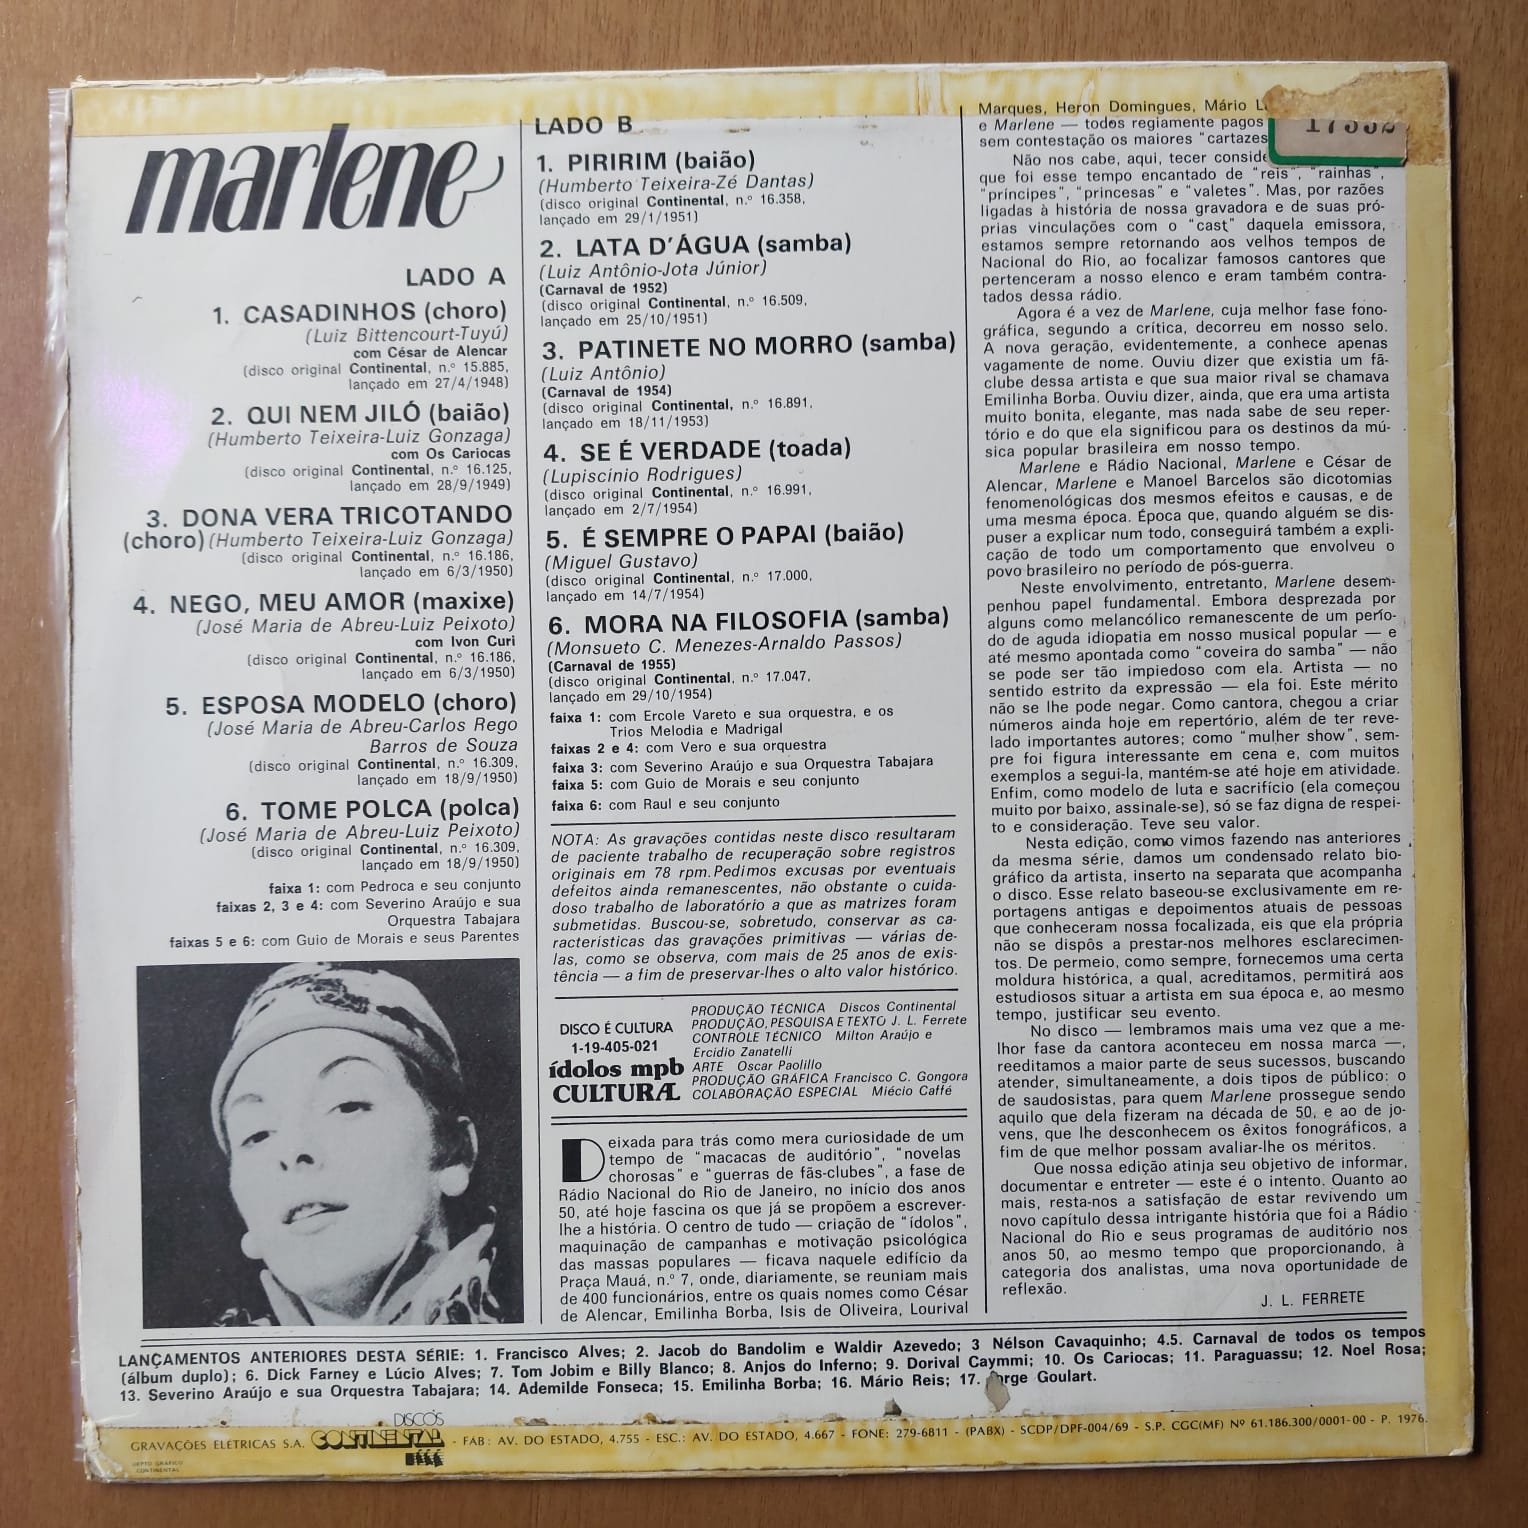 marlene
LADO A
1. CASADINHOS (choro)
(Luiz Bittencourt-Tuyú)
com César de Alencar
(disco original Continental, n.º 15.885,
lançado em 27/4/1948)
2. QUI NEM JILÓ (baião)
(Humberto Teixeira-Luiz Gonzaga)
com Os Cariocas
(disco original Continental, n.º 16.125,
lançado em 28/9/1949)
3. DONA VERA TRICOTANDO
(choro) (Humberto Teixeira-Luiz Gonzaga)
(disco original Continental, n.º 16.186,
lançado em 6/3/1950)
4. NEGO, MEU AMOR (maxixe)
(José Maria de Abreu-Luiz Peixoto)
com Ivon Curi
(disco original Continental, n.º 16.186,
lançado em 6/3/1950)
5. ESPOSA MODELO (choro)
(José Maria de Abreu-Carlos Rego
Barros de Souza
(disco original Continental, n.º 16.309,
lançado em 18/9/1950)
6. TOME POLCA (polca)
(José Maria de Abreu-Luiz Peixoto)
(disco original Continental, n.º 16.309,
lançado em 18/9/1950)
faixa 1: com Pedroca e seu conjunto
faixas 2, 3 e 4: com Severino Araújo e sua
Orquestra Tabajara
faixas 5 e 6: com Guio de Morais e seus Parentes
LADO B
1. PIRIRIM (baião)
(Humberto Teixeira-Zé Dantas)
(disco original Continental, n.º 16.358,
lançado em 29/1/1951)
2. LATA D'ÁGUA (samba)
(Luiz Antônio-Jota Júnior)
(Carnaval de 1952)
(disco original Continental, n.º 16.509,
lançado em 25/10/1951)
3. PATINETE NO MORRO (samba)
(Luiz Antônio)
(Carnaval de 1954)
(disco original Continental, n.º 16.891,
lançado em 18/11/1953)
4. SE É VERDADE (toada)
(Lupiscínio Rodrigues)
(disco original Continental, n.º 16.991,
lançado em 2/7/1954)
5. É SEMPRE O PAPAI (baião)
(Miguel Gustavo)
(disco original Continental, n.º 17.000,
lançado em 14/7/1954)
6. MORA NA FILOSOFIA (samba)
(Monsueto C. Menezes-Arnaldo Passos)
(Carnaval de 1955)
(disco original Continental, n.º 17.047,
lançado em 29/10/1954)
faixa 1: com Ercole Vareto e sua orquestra, e os
Trios Melodia e Madrigal
faixas 2 e 4: com Vero e sua orquestra
faixa 3: com Severino Araújo e sua Orquestra Tabajara
faixa 5: com Guio de Morais e seu conjunto
faixa 6: com Raul e seu conjunto
NOTA: As gravações contidas neste disco resultaram
de paciente trabalho de recuperação sobre registros
originais em 78 rpm. Pedimos excusas por eventuais
defeitos ainda remanescentes, não obstante o cuida-
doso trabalho de laboratório a que as matrizes foram
submetidas. Buscou-se, sobretudo, conservar as ca-
racterísticas das gravações primitivas — várias de-
las, como se observa, com mais de 25 anos de exis-
tência — a fim de preservar-lhes o alto valor histórico.
DISCO É CULTURA
1-19-405-021
ídolos mpb
CULTURAL
PRODUÇÃO TÉCNICA Discos Continental
PRODUÇÃO, PESQUISA E TEXTO J. L. Ferrete
CONTROLE TÉCNICO Milton Araújo e
Ercidio Zanatelli
ARTE Oscar Paolillo
PRODUÇÃO GRÁFICA Francisco C. Gongora
COLABORAÇÃO ESPECIAL Miécio Caffé
Deixada para trás como mera curiosidade de um
tempo de "macacas de auditório", "novelas
chorosas" e "guerras de fãs-clubes", a fase de
Rádio Nacional do Rio de Janeiro, no início dos anos
50, até hoje fascina os que já se propõem a escrever-
lhe a história. O centro de tudo — criação de "ídolos",
maquinação de campanhas e motivação psicológica
das massas populares — ficava naquele edifício da
Praça Mauá, n.º 7, onde, diariamente, se reuniam mais
de 400 funcionários, entre os quais nomes como César
de Alencar, Emilinha Borba, Isis de Oliveira, Lourival
Marques, Heron Domingues, Mário
e Marlene — todos regiamente pagos
sem contestação os maiores "cartazes
Não nos cabe, aqui, tecer
que foi esse tempo encantado de "reis", "rainhas",
"príncipes", "princesas" e "valetes". Mas, por razões
ligadas à história de nossa gravadora e de suas pró-
prias vinculações com o "cast" daquela emissora,
estamos sempre retornando aos velhos tempos de
Nacional do Rio, ao focalizar famosos cantores que
pertenceram a nosso elenco e eram também contra-
tados dessa rádio.
Agora é a vez de Marlene, cuja melhor fase fono-
gráfica, segundo a crítica, decorreu em nosso selo.
A nova geração, evidentemente, a conhece apenas
vagamente de nome. Ouviu dizer que existia um fã-
clube dessa artista e que sua maior rival se chamava
Emilinha Borba. Ouviu dizer, ainda, que era uma artista
muito bonita, elegante, mas nada sabe de seu reper-
tório e do que ela significou para os destinos da mú-
sica popular brasileira em nosso tempo.
Marlene e Rádio Nacional, Marlene e César de
Alencar, Marlene e Manoel Barcelos são dicotomias
fenomenológicas dos mesmos efeitos e causas, e de
uma mesma época. Época que, quando alguém se dis-
puser a explicar num todo, conseguirá também a expli-
cação de todo um comportamento que envolveu o
povo brasileiro no período de pós-guerra.
Neste envolvimento, entretanto, Marlene desem-
penhou papel fundamental. Embora desprezada por
alguns como melancólico remanescente de um perío-
do de aguda idiopatia em nosso musical popular — e
até mesmo apontada como "coveira do samba" — não
se pode ser tão impiedoso com ela. Artista — no
sentido estrito da expressão — ela foi. Este mérito
não se lhe pode negar. Como cantora, chegou a criar
números ainda hoje em repertório, além de ter reve-
lado importantes autores; como "mulher show", sem-
pre foi figura interessante em cena e, com muitos
exemplos a segui-la, mantém-se até hoje em atividade.
Enfim, como modelo de luta e sacrifício (ela começou
muito por baixo, assinale-se), só se faz digna de respei-
to e consideração. Teve seu valor.
Nesta edição, como vimos fazendo nas anteriores
da mesma série, damos um condensado relato bio-
gráfico da artista, inserto na separata que acompanha
o disco. Esse relato baseou-se exclusivamente em re-
portagens antigas e depoimentos atuais de pessoas
que conheceram nossa focalizada, eis que ela própria
não se dispôs a prestar-nos melhores esclarecimen-
tos. De permeio, como sempre, fornecemos uma certa
moldura histórica, a qual, acreditamos, permitirá aos
estudiosos situar a artista em sua época e, ao mesmo
tempo, justificar seu evento.
No disco — lembramos mais uma vez que a me-
lhor fase da cantora aconteceu em nossa marca —,
reeditamos a maior parte de seus sucessos, buscando
atender, simultaneamente, a dois tipos de público: o
de saudosistas, para quem Marlene prossegue sendo
aquilo que dela fizeram na década de 50, e ao de jo-
vens, que lhe desconhecem os êxitos fonográficos, a
fim de que melhor possam avaliar-lhe os méritos.
Que nossa edição atinja seu objetivo de informar,
documentar e entreter — este é o intento. Quanto ao
mais, resta-nos a satisfação de estar revivendo um
novo capítulo dessa intrigante história que foi a Rádio
Nacional do Rio e seus programas de auditório nos
anos 50, ao mesmo tempo que proporcionando, à
categoria dos analistas, uma nova oportunidade de
reflexão.
J. L. FERRETE
LANÇAMENTOS ANTERIORES DESTA SÉRIE: 1. Francisco Alves; 2. Jacob do Bandolim e Waldir Azevedo; 3 Nélson Cavaquinho; 4.5. Carnaval de todos os tempos
(álbum duplo); 6. Dick Farney e Lúcio Alves; 7. Tom Jobim e Billy Blanco; 8. Anjos do Inferno; 9. Dorival Caymmi; 10. Os Cariocas; 11. Paraguassu; 12. Noel Rosa;
13. Severino Araújo e sua Orquestra Tabajara; 14. Ademilde Fonseca; 15. Emilinha Borba; 16. Mário Reis; 17. Jorge Goulart.
GRAVAÇÕES ELÉTRICAS S.A. DISCOS CONTINENTAL - FÁB: AV. DO ESTADO, 4.755 - ESC.: AV. DO ESTADO, 4.667 - FONE: 279-6811 - (PABX) - SCDP/DPF-004/69 - S.P. CGC(MF) Nº 61.186.300/0001-00 - P. 1976.
DEPTO GRÁFICO
CONTINENTAL